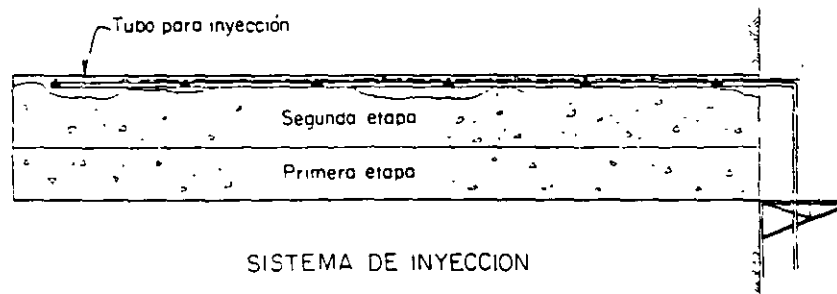 Tubo para inyección
Segunda etapa
Primera etapa
SISTEMA DE INYECCION